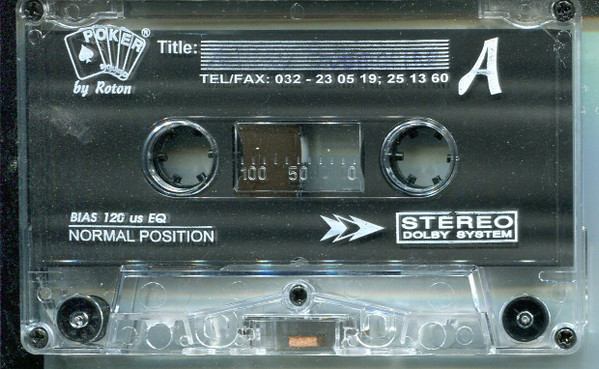 POKER®
by Roton
Title:
TEL/FAX: 032 - 23 05 19; 25 13 60
A
100 50 0
BIAS 120 us EQ
NORMAL POSITION
STEREO
DOLBY SYSTEM